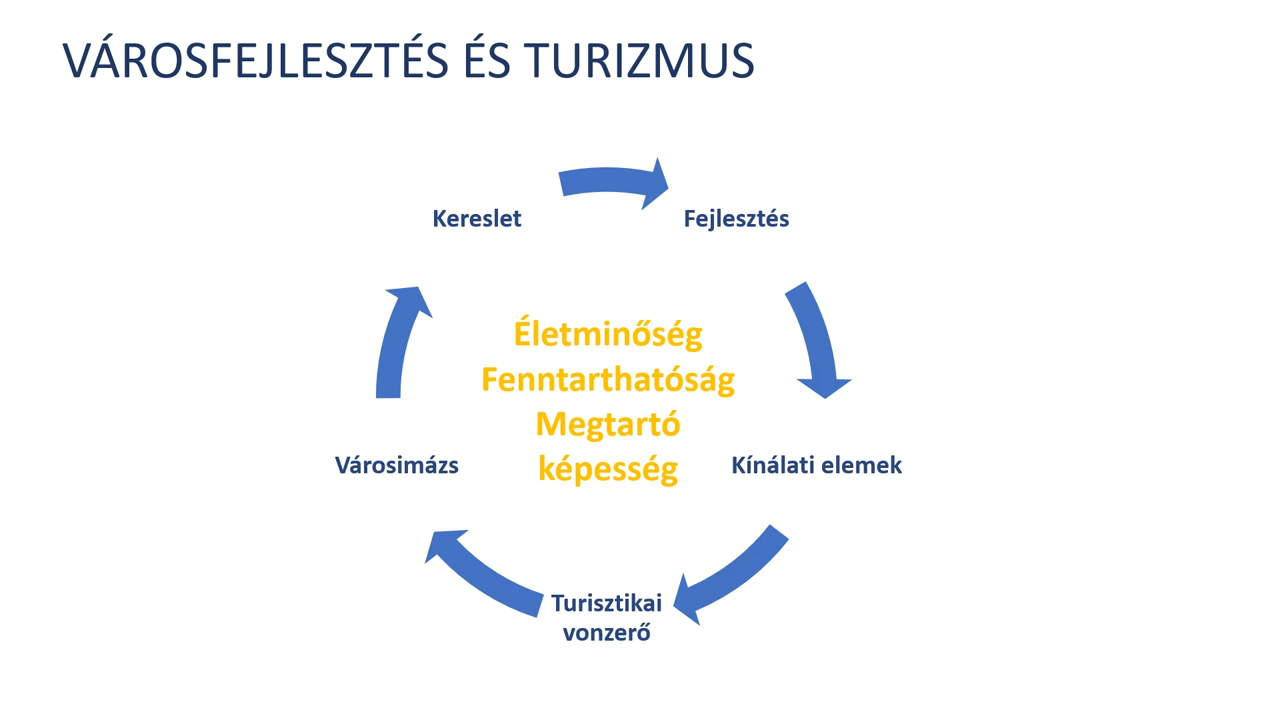 VÁROSFEJLESZTÉS ÉS TURIZMUS
Kereslet
Fejlesztés
Életminőség
Fenntarthatóság
Megtartó
képesség
Városimázs
Kínálati elemek
Turisztikai
vonzerő